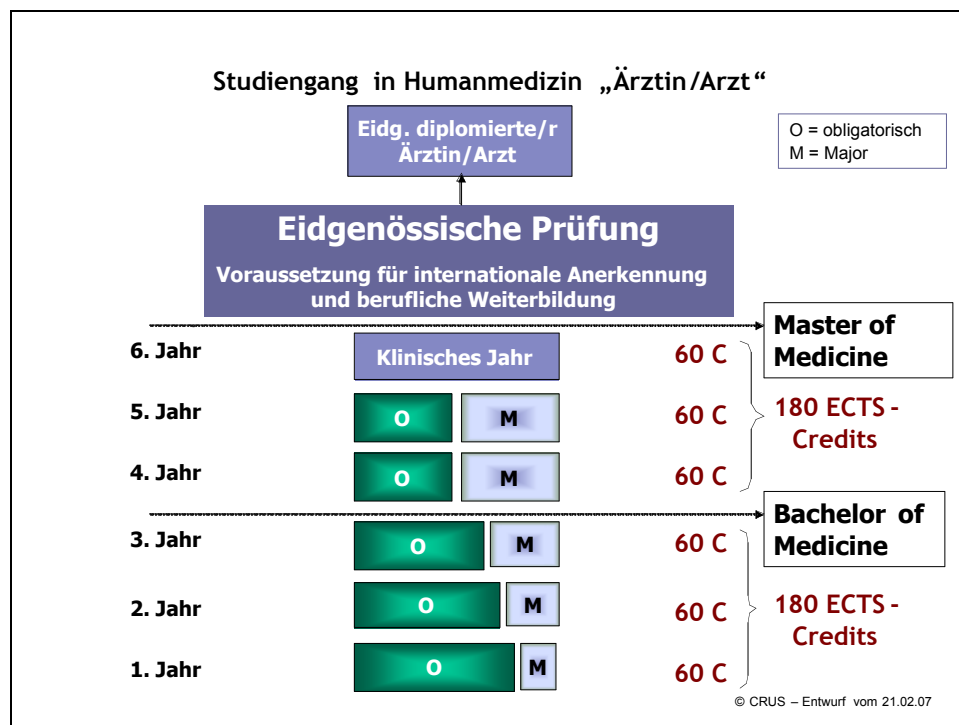 Studiengang in Humanmedizin „Ärztin/Arzt“
Eidg. diplomierte/r
Ärztin/Arzt
O = obligatorisch
M = Major
Eidgenössische Prüfung
Voraussetzung für internationale Anerkennung
und berufliche Weiterbildung
Master of
Medicine
6. Jahr
Klinisches Jahr
60 C
5. Jahr
O
M
60 C
180 ECTS -
Credits
4. Jahr
O
M
60 C
Bachelor of
Medicine
3. Jahr
O
M
60 C
2. Jahr
O
M
60 C
180 ECTS -
Credits
1. Jahr
O
M
60 C
© CRUS – Entwurf vom 21.02.07